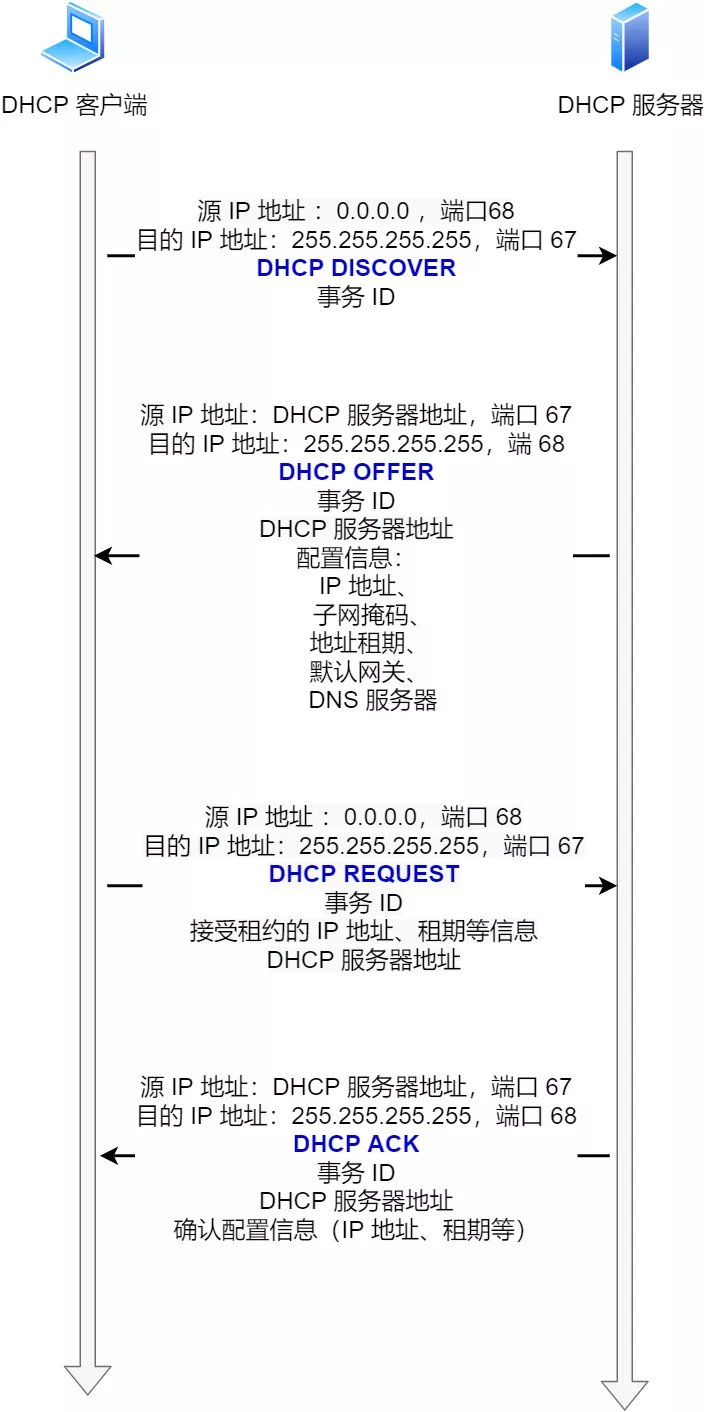 DHCP 客户端
DHCP 服务器
源 IP 地址 ：0.0.0.0 ，端口68
目的 IP 地址：255.255.255.255，端口 67
DHCP DISCOVER
事务 ID
源 IP 地址：DHCP 服务器地址，端口 67
目的 IP 地址：255.255.255.255，端 68
DHCP OFFER
事务 ID
DHCP 服务器地址
配置信息：
IP 地址、
子网掩码、
地址租期、
默认网关、
DNS 服务器
源 IP 地址 ：0.0.0.0，端口 68
目的 IP 地址：255.255.255.255，端口 67
DHCP REQUEST
事务 ID
接受租约的 IP 地址、租期等信息
DHCP 服务器地址
源 IP 地址：DHCP 服务器地址，端口 67
目的 IP 地址：255.255.255.255，端口 68
DHCP ACK
事务 ID
DHCP 服务器地址
确认配置信息（IP 地址、租期等）